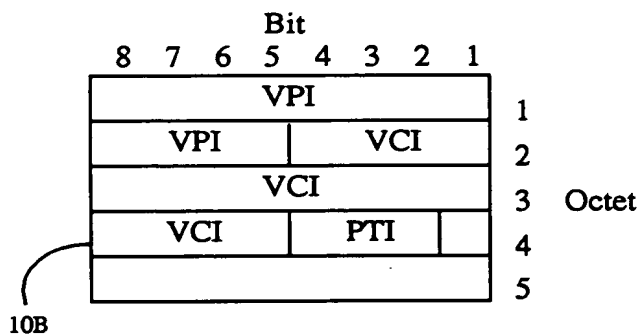 Bit
8 7 6 5 4 3 2 1
VPI
1
VPI VCI
2
VCI
3 Octet
VCI PTI
4
5
10B